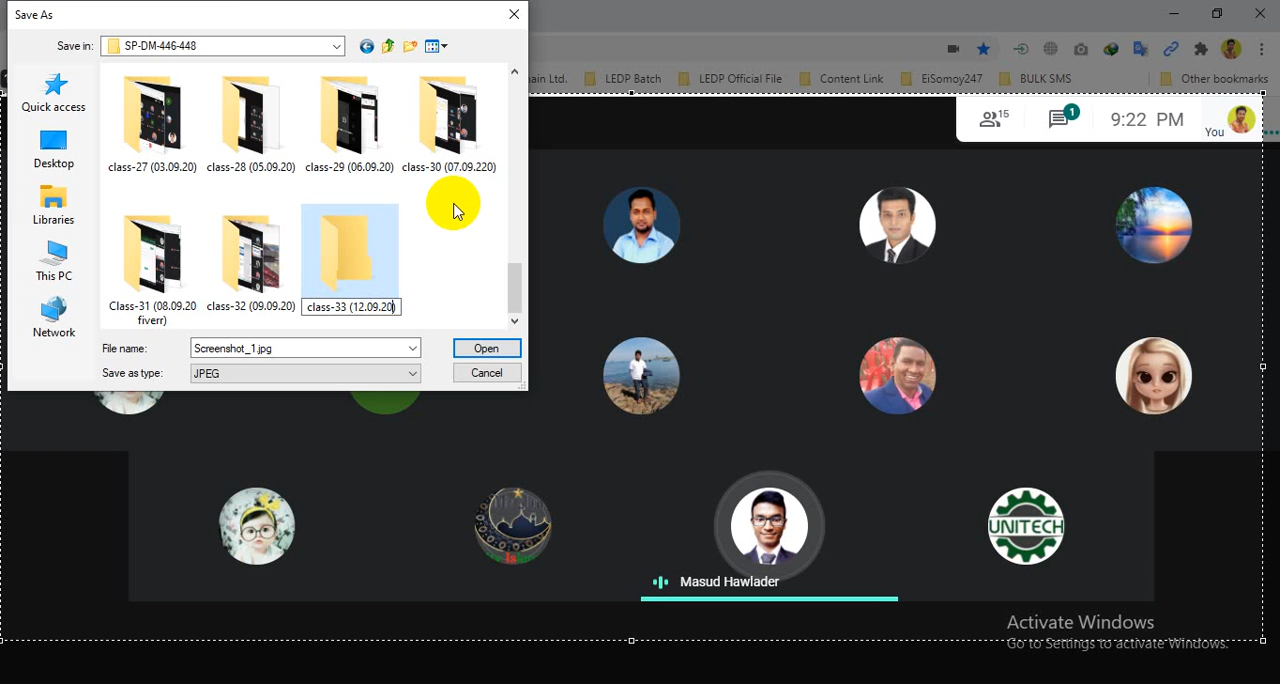 Save As
Save in:
SP-DM-446-448
Quick access
Desktop
Libraries
This PC
Network
class-27 (03.09.20)
class-28 (05.09.20)
class-29 (06.09.20)
class-30 (07.09.220)
Class-31 (08.09.20
fiverr)
class-32 (09.09.20)
class-33 (12.09.20)
File name:
Screenshot_1.jpg
Open
Save as type:
JPEG
Cancel
ain Ltd.
LEDP Batch
LEDP Official File
Content Link
EiSomoy247
BULK SMS
Other bookmarks
15
1
9:22 PM
You
UNITECH
Masud Hawlader
Activate Windows
Go to Settings to activate Windows.